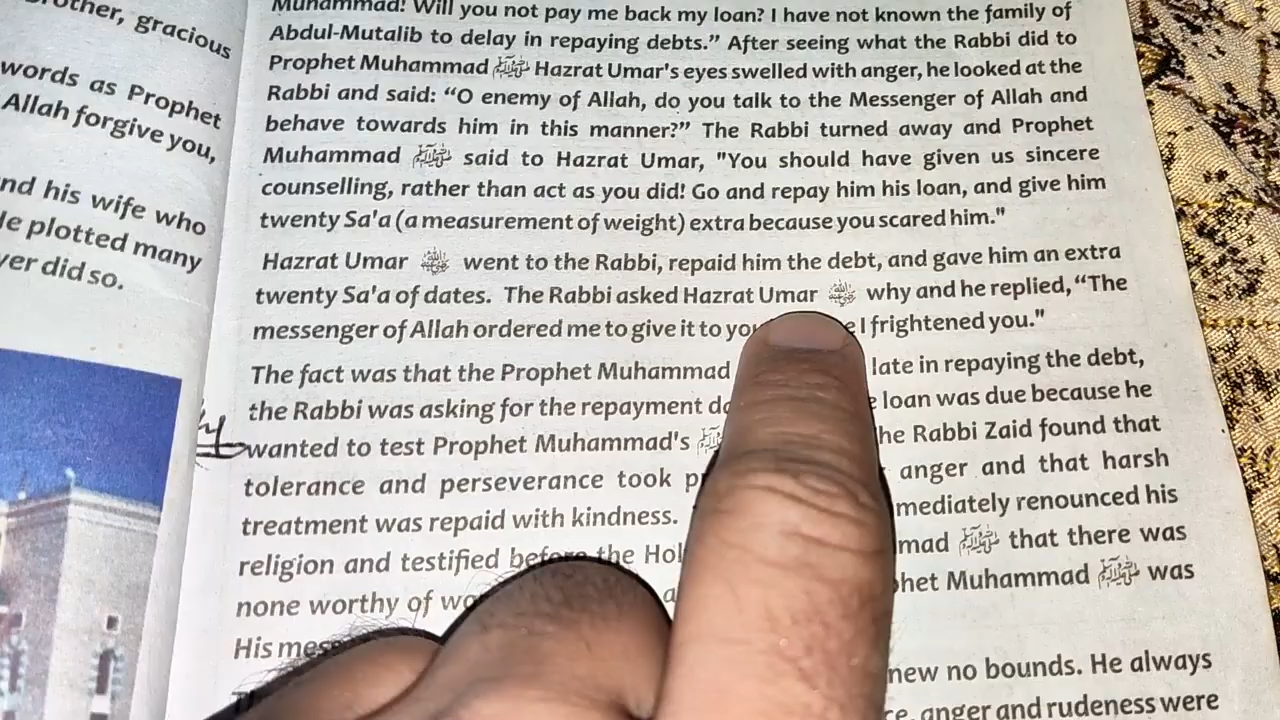 other, gracious
words as Prophet
Allah forgive you,
and his wife who
He plotted many
ver did so.
Muhammad! Will you not pay me back my loan? I have not known the family of
Abdul-Mutalib to delay in repaying debts.” After seeing what the Rabbi did to
Prophet Muhammad ﷺ Hazrat Umar's eyes swelled with anger, he looked at the
Rabbi and said: “O enemy of Allah, do you talk to the Messenger of Allah and
behave towards him in this manner?” The Rabbi turned away and Prophet
Muhammad ﷺ said to Hazrat Umar, "You should have given us sincere
counselling, rather than act as you did! Go and repay him his loan, and give him
twenty Sa'a (a measurement of weight) extra because you scared him."
Hazrat Umar went to the Rabbi, repaid him the debt, and gave him an extra
twenty Sa'a of dates. The Rabbi asked Hazrat Umar why and he replied, “The
messenger of Allah ordered me to give it to you I frightened you."
The fact was that the Prophet Muhammad late in repaying the debt,
the Rabbi was asking for the repayment loan was due because he
wanted to test Prophet Muhammad's ﷺ he Rabbi Zaid found that
tolerance and perseverance took anger and that harsh
treatment was repaid with kindness. mediately renounced his
religion and testified before the Hol mad ﷺ that there was
none worthy of phet Muhammad ﷺ was
His mess
new no bounds. He always
anger and rudeness were